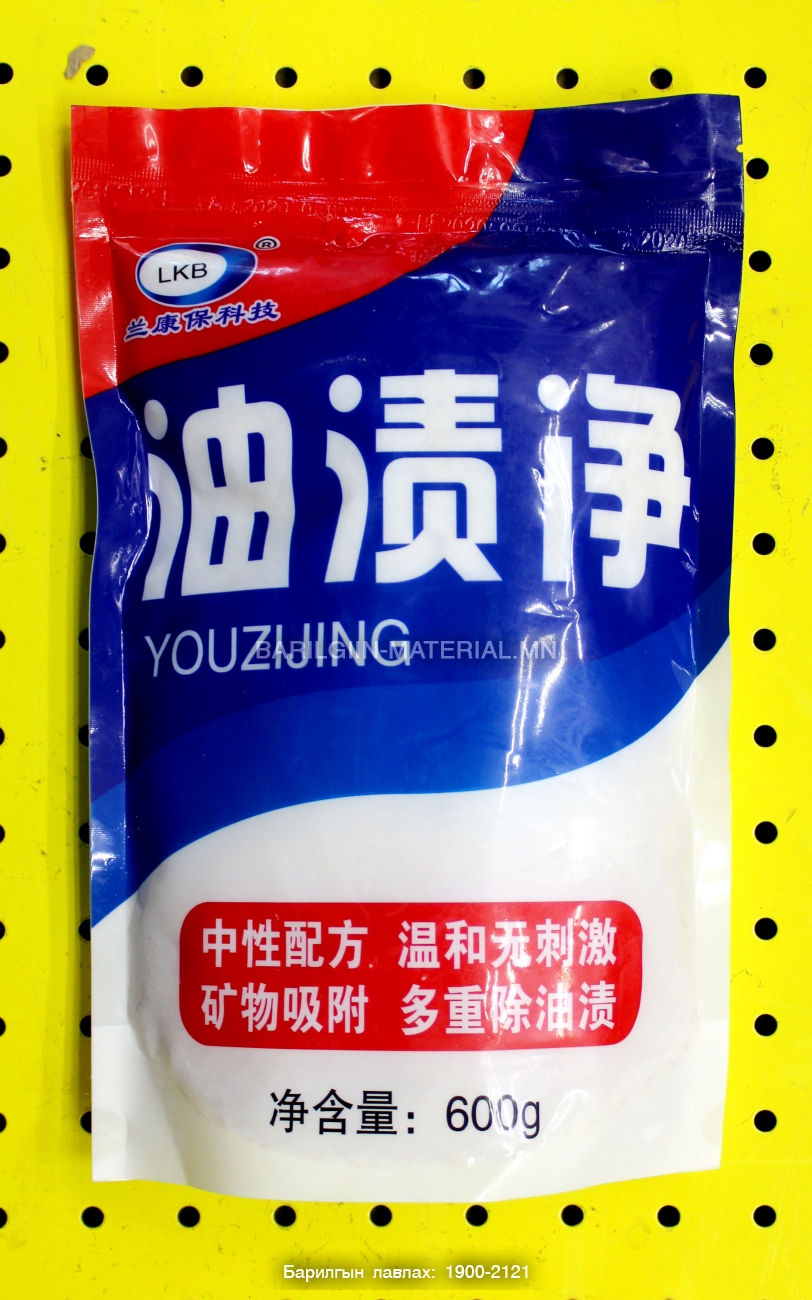 LKB
®
兰康保科技
油渍净
YOUZIJING
BARILGIIN-MATERIAL.MN
中性配方 温和无刺激
矿物吸附 多重除油渍
净含量：600g
Барилгын лавлах: 1900-2121